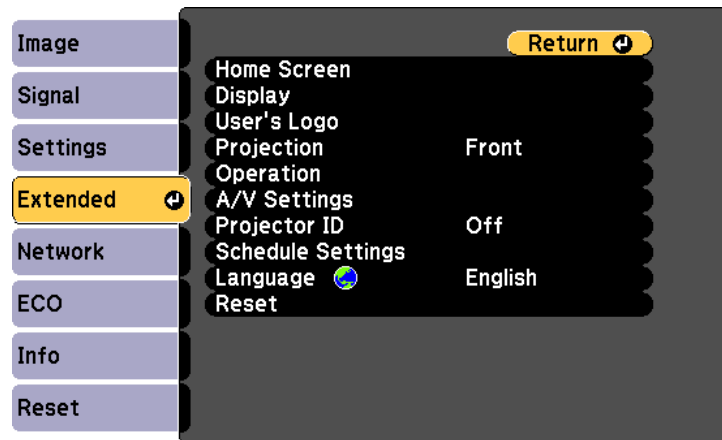 Image
Signal
Settings
Extended
Network
ECO
Info
Reset
Return
Home Screen
Display
User's Logo
Projection Front
Operation
A/V Settings
Projector ID Off
Schedule Settings
Language English
Reset